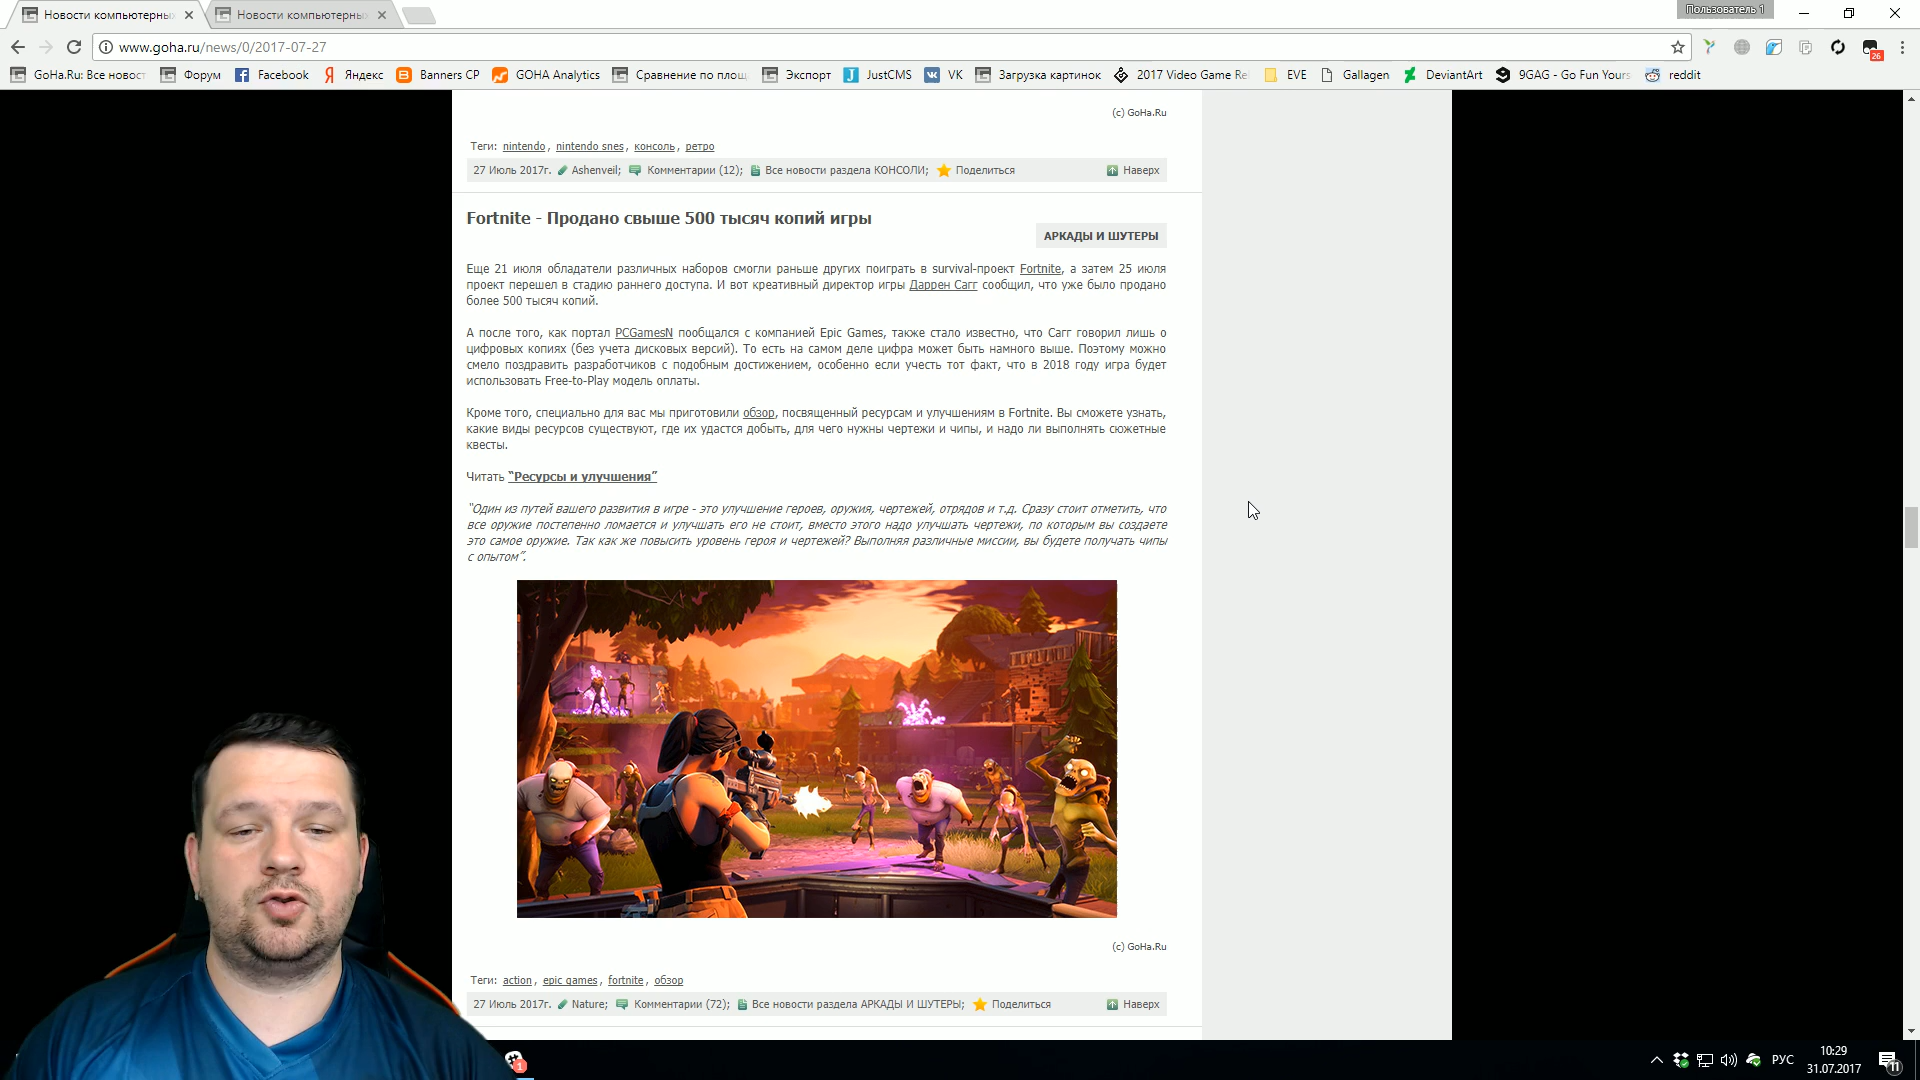 Новости компьютерны
Новости компьютерны
Пользователь 1
www.goha.ru/news/0/2017-07-27
26
GoHa.Ru: Все новост
Форум
Facebook
Яндекс
Banners CP
GOHA Analytics
Сравнение по площ
Экспорт
JustCMS
VK
Загрузка картинок
2017 Video Game Rel
EVE
Gallagen
DeviantArt
9GAG - Go Fun Yours
reddit
(c) GoHa.Ru
Теги: nintendo, nintendo snes, консоль, ретро
27 Июль 2017г. Ashenveil; Комментарии (12); Все новости раздела КОНСОЛИ; Поделиться Наверх
Fortnite - Продано свыше 500 тысяч копий игры
АРКАДЫ И ШУТЕРЫ
Еще 21 июля обладатели различных наборов смогли раньше других поиграть в survival-проект Fortnite, а затем 25 июля
проект перешел в стадию раннего доступа. И вот креативный директор игры Даррен Сагг сообщил, что уже было продано
более 500 тысяч копий.
А после того, как портал PCGamesN пообщался с компанией Epic Games, также стало известно, что Сагг говорил лишь о
цифровых копиях (без учета дисковых версий). То есть на самом деле цифра может быть намного выше. Поэтому можно
смело поздравить разработчиков с подобным достижением, особенно если учесть тот факт, что в 2018 году игра будет
использовать Free-to-Play модель оплаты.
Кроме того, специально для вас мы приготовили обзор, посвященный ресурсам и улучшениям в Fortnite. Вы сможете узнать,
какие виды ресурсов существуют, где их удастся добыть, для чего нужны чертежи и чипы, и надо ли выполнять сюжетные
квесты.
Читать “Ресурсы и улучшения”
“Один из путей вашего развития в игре - это улучшение героев, оружия, чертежей, отрядов и т.д. Сразу стоит отметить, что
все оружие постепенно ломается и улучшать его не стоит, вместо этого надо улучшать чертежи, по которым вы создаете
это самое оружие. Так как же повысить уровень героя и чертежей? Выполняя различные миссии, вы будете получать чипы
с опытом”.
(c) GoHa.Ru
Теги: action, epic games, fortnite, обзор
27 Июль 2017г. Nature; Комментарии (72); Все новости раздела АРКАДЫ И ШУТЕРЫ; Поделиться Наверх
1
РУС
10:29
31.07.2017
11